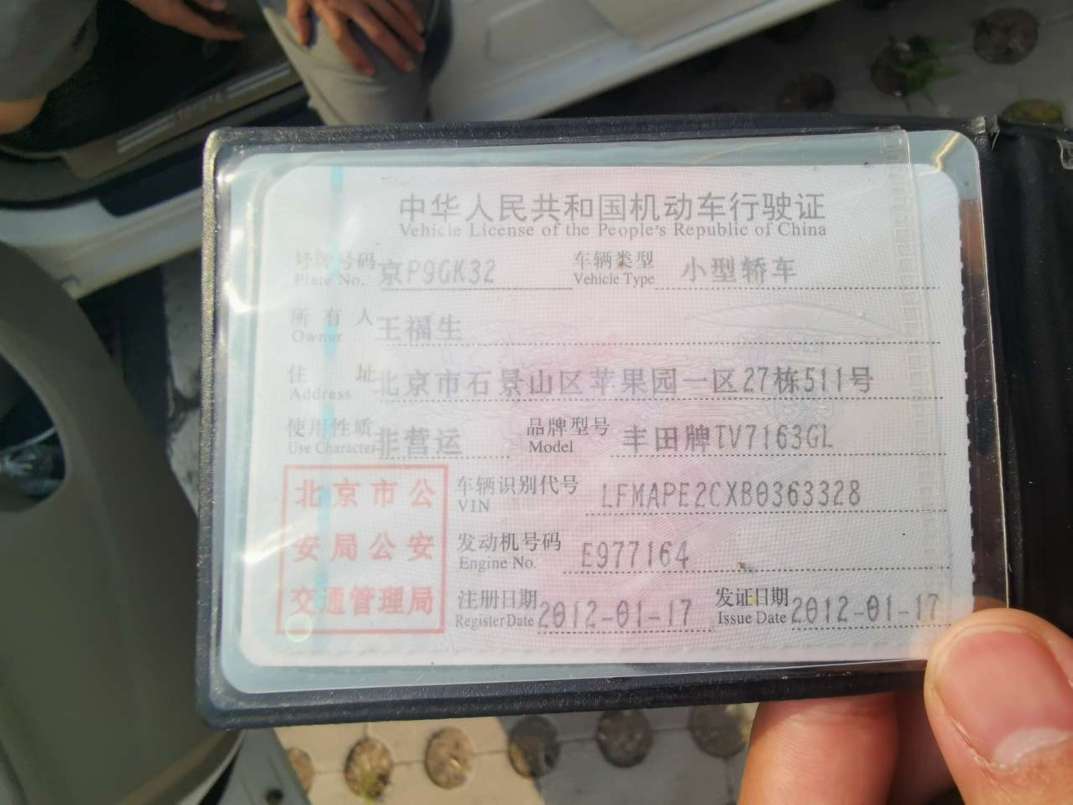 中华人民共和国机动车行驶证
Vehicle License of the People's Republic of China
号牌号码 京P9GK32 车辆类型 小型轿车
Plate No. Vehicle Type
所有人 王福生
Owner
住址 北京市石景山区苹果园一区27栋511号
Address
使用性质 非营运 品牌型号 丰田牌TV7163GL
Use Character Model
北京市公
安局公安
交通管理局
车辆识别代号 LFMAPE2CXB0363328
VIN
发动机号码 E977164
Engine No.
注册日期 2012-01-17 发证日期 2012-01-17
Register Date Issue Date